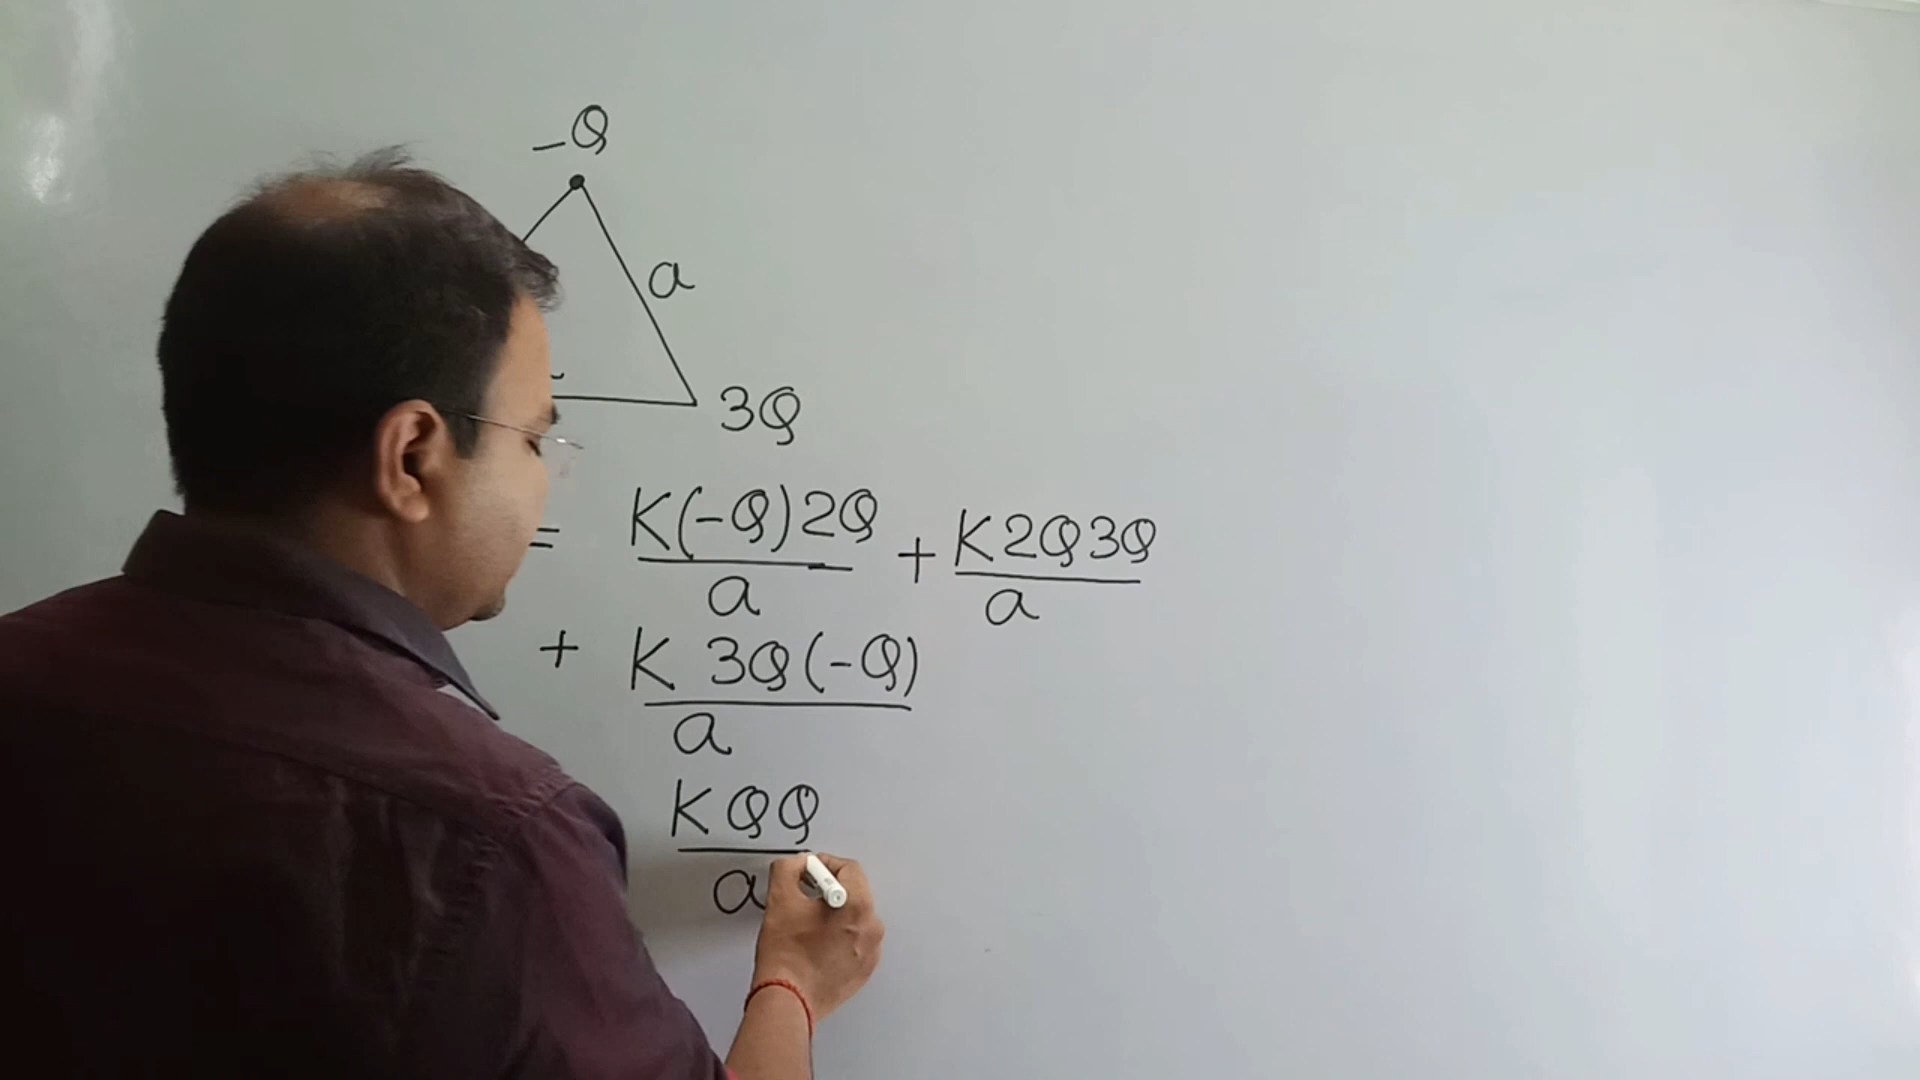 -Q
a
3Q
= K(-Q)2Q/a + K2Q3Q/a
+ K 3Q(-Q)/a
KQQ/a